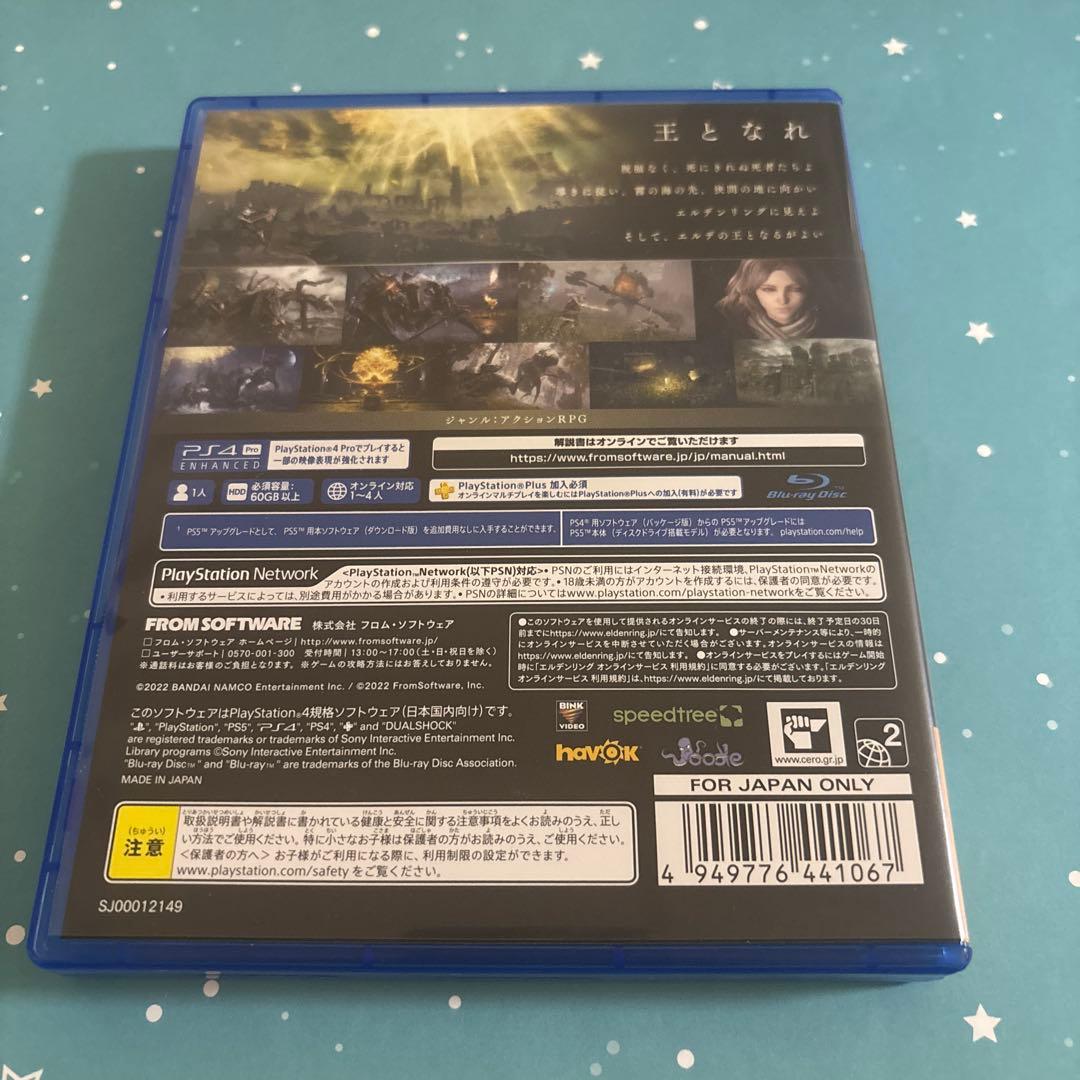 王となれ
祝福なく、死にきれぬ死者たちよ
導きに従い、霧の海の先、狭間の地に向かい
エルデンリングに見えよ
そして、エルデの王となるがよい
ジャンル：アクションRPG
PS4 Pro
ENHANCED
PlayStation®4 Proでプレイすると
一部の映像表現が強化されます
解説書はオンラインでご覧いただけます
https://www.fromsoftware.jp/jp/manual.html
1人
HDD 必須容量：
60GB以上
オンライン対応
1〜4人
PlayStation®Plus 加入必須
オンラインマルチプレイを楽しむにはPlayStation®Plusへの加入(有料)が必要です
Blu-ray Disc™
¹ PS5™アップグレードとして、PS5™用本ソフトウェア（ダウンロード版）を追加費用なしに入手することができます。
PS4®用ソフトウェア（パッケージ版）からのPS5™アップグレードには
PS5™本体（ディスクドライブ搭載モデル）が必要となります。playstation.com/help
PlayStation Network
<PlayStation™Network(以下PSN)対応>• PSNのご利用にはインターネット接続環境、PlayStation™Networkの
アカウントの作成および利用条件の遵守が必要です。• 18歳未満の方がアカウントを作成するには、保護者の同意が必要です。
• 利用するサービスによっては、別途費用がかかる場合があります。• PSNの詳細についてはwww.playstation.com/playstation-networkをご覧ください。
FROMSOFTWARE 株式会社 フロム・ソフトウェア
□フロム・ソフトウェア ホームページ | http://www.fromsoftware.jp/
□ユーザーサポート | 0570-001-300 受付時間 | 13:00〜17:00(土・日・祝日を除く)
※通話料はお客様のご負担となります。※ゲームの攻略方法にはお答えしておりません。
©2022 BANDAI NAMCO Entertainment Inc. / ©2022 FromSoftware, Inc.
●このソフトウェアを使用して提供されるオンラインサービスの終了の際には、終了予定日の30日
前までにhttps://www.eldenring.jp/にて告知します。 ●サーバーメンテナンス等により、一時的
にオンラインサービスを中断させていただく場合がございます。オンラインサービスの情報は
https://www.eldenring.jp/にて告知します。 ●オンラインサービスをプレイするにはゲーム開始
時に「エルデンリング オンラインサービス 利用規約」に同意する必要がございます。「エルデンリング
オンラインサービス 利用規約」は、https://www.eldenring.jp/にて掲載しております。
このソフトウェアはPlayStation®4規格ソフトウェア(日本国内向け)です。
"PlayStation", "PS5", "PS4", "PS4", and "DUALSHOCK"
are registered trademarks or trademarks of Sony Interactive Entertainment Inc.
Library programs ©Sony Interactive Entertainment Inc.
"Blu-ray Disc™" and "Blu-ray™" are trademarks of the Blu-ray Disc Association.
MADE IN JAPAN
BINK
VIDEO
speedtree
havok
oodle
www.cero.gr.jp
2
FOR JAPAN ONLY
(ちゅうい)
注意
取扱説明書や解説書に書かれている健康と安全に関する注意事項をよくお読みのうえ、正し
い方法でご使用ください。特に小さなお子様は保護者の方がお読みのうえ、ご使用ください。
<保護者の方へ> お子様がご利用になる際に、利用制限の設定ができます。
www.playstation.com/safety をご覧ください。
4 949776 441067
SJ00012149